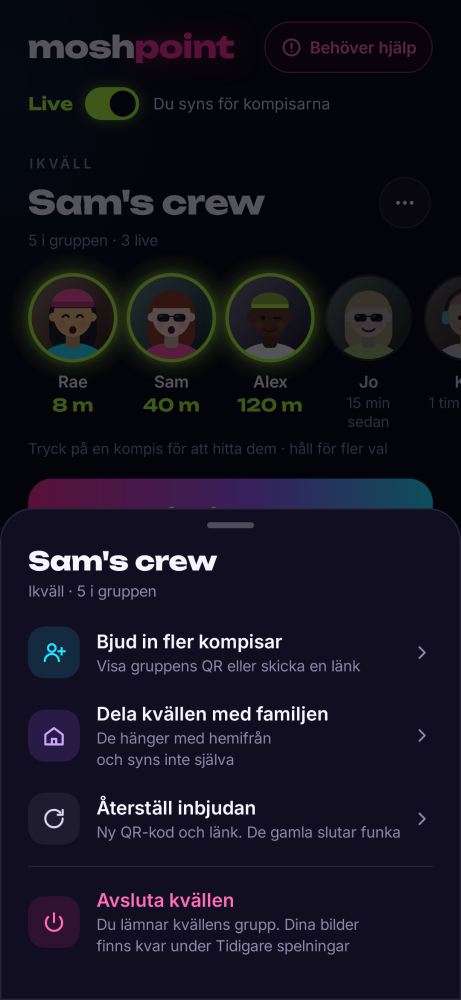 moshpoint
Behöver hjälp
Live
Du syns för kompisarna
IKVÄLL
Sam's crew
5 i gruppen · 3 live
Rae
Sam
Alex
Jo
8 m
40 m
120 m
15 min
sedan
1 tim
Tryck på en kompis för att hitta dem · håll för fler val
Sam's crew
Ikväll · 5 i gruppen
Bjud in fler kompisar
Visa gruppens QR eller skicka en länk
Dela kvällen med familjen
De hänger med hemifrån
och syns inte själva
Återställ inbjudan
Ny QR-kod och länk. De gamla slutar funka
Avsluta kvällen
Du lämnar kvällens grupp. Dina bilder
finns kvar under Tidigare spelningar